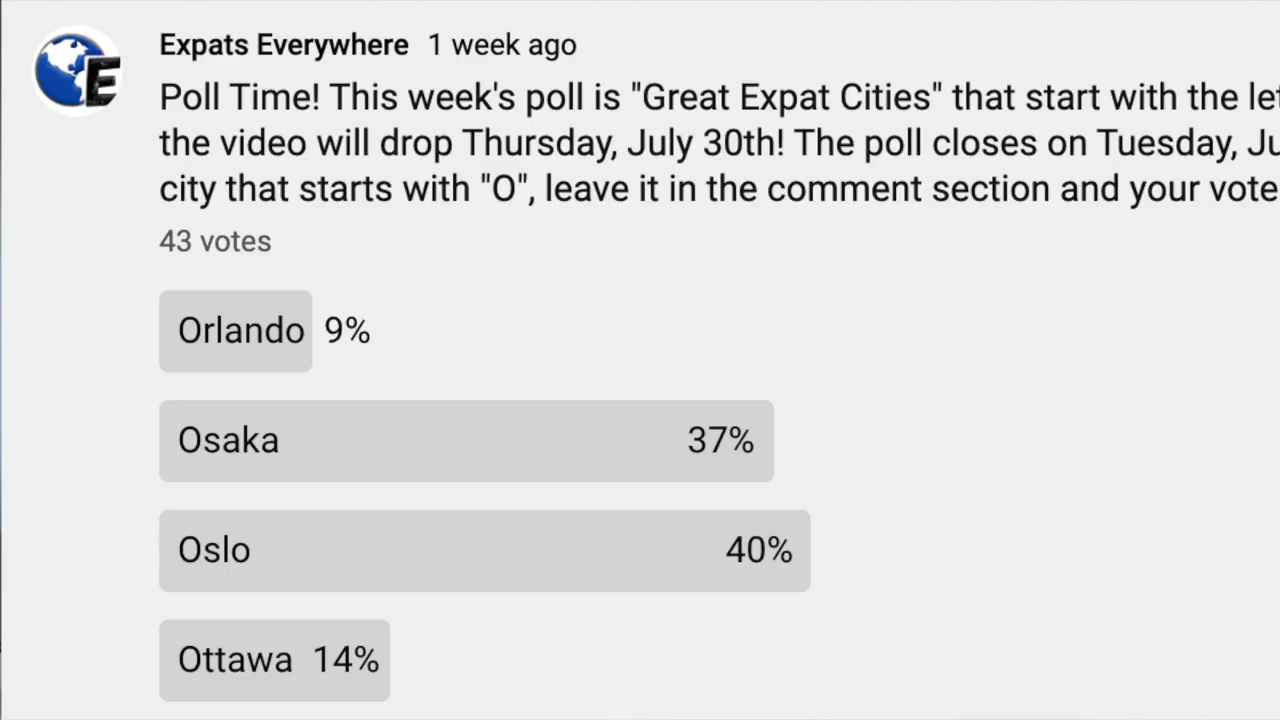 Expats Everywhere 1 week ago
Poll Time! This week's poll is "Great Expat Cities" that start with the
the video will drop Thursday, July 30th! The poll closes on Tuesday,
city that starts with "O", leave it in the comment section and your vote
43 votes
Orlando 9%
Osaka 37%
Oslo 40%
Ottawa 14%
E